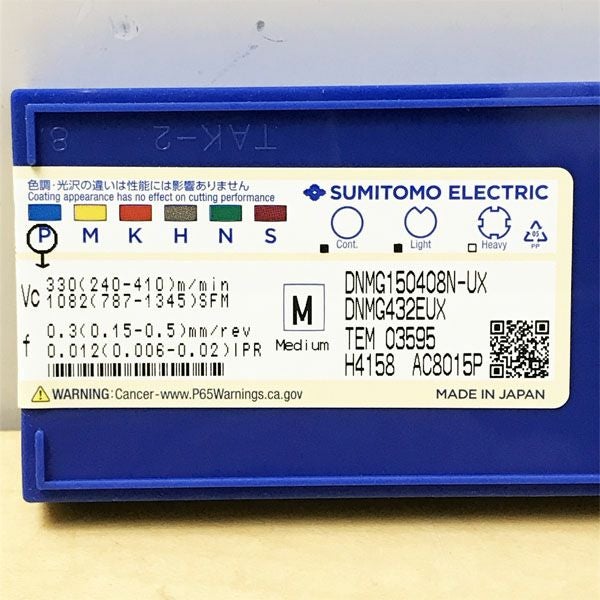 8 TAK-2
色調・光沢の違いは性能には影響ありません
Coating appearance has no effect on cutting performance
SUMITOMO ELECTRIC
P M K H N S
Cont. Light Heavy
05
PP
Vc 330(240-410)m/min
1082(787-1345)SFM
f 0.3(0.15-0.5)mm/rev
0.012(0.006-0.02)IPR
M
Medium
DNMG150408N-UX
DNMG432EUX
TEM 03595
H4158 AC8015P
WARNING: Cancer-www.P65Warnings.ca.gov
MADE IN JAPAN